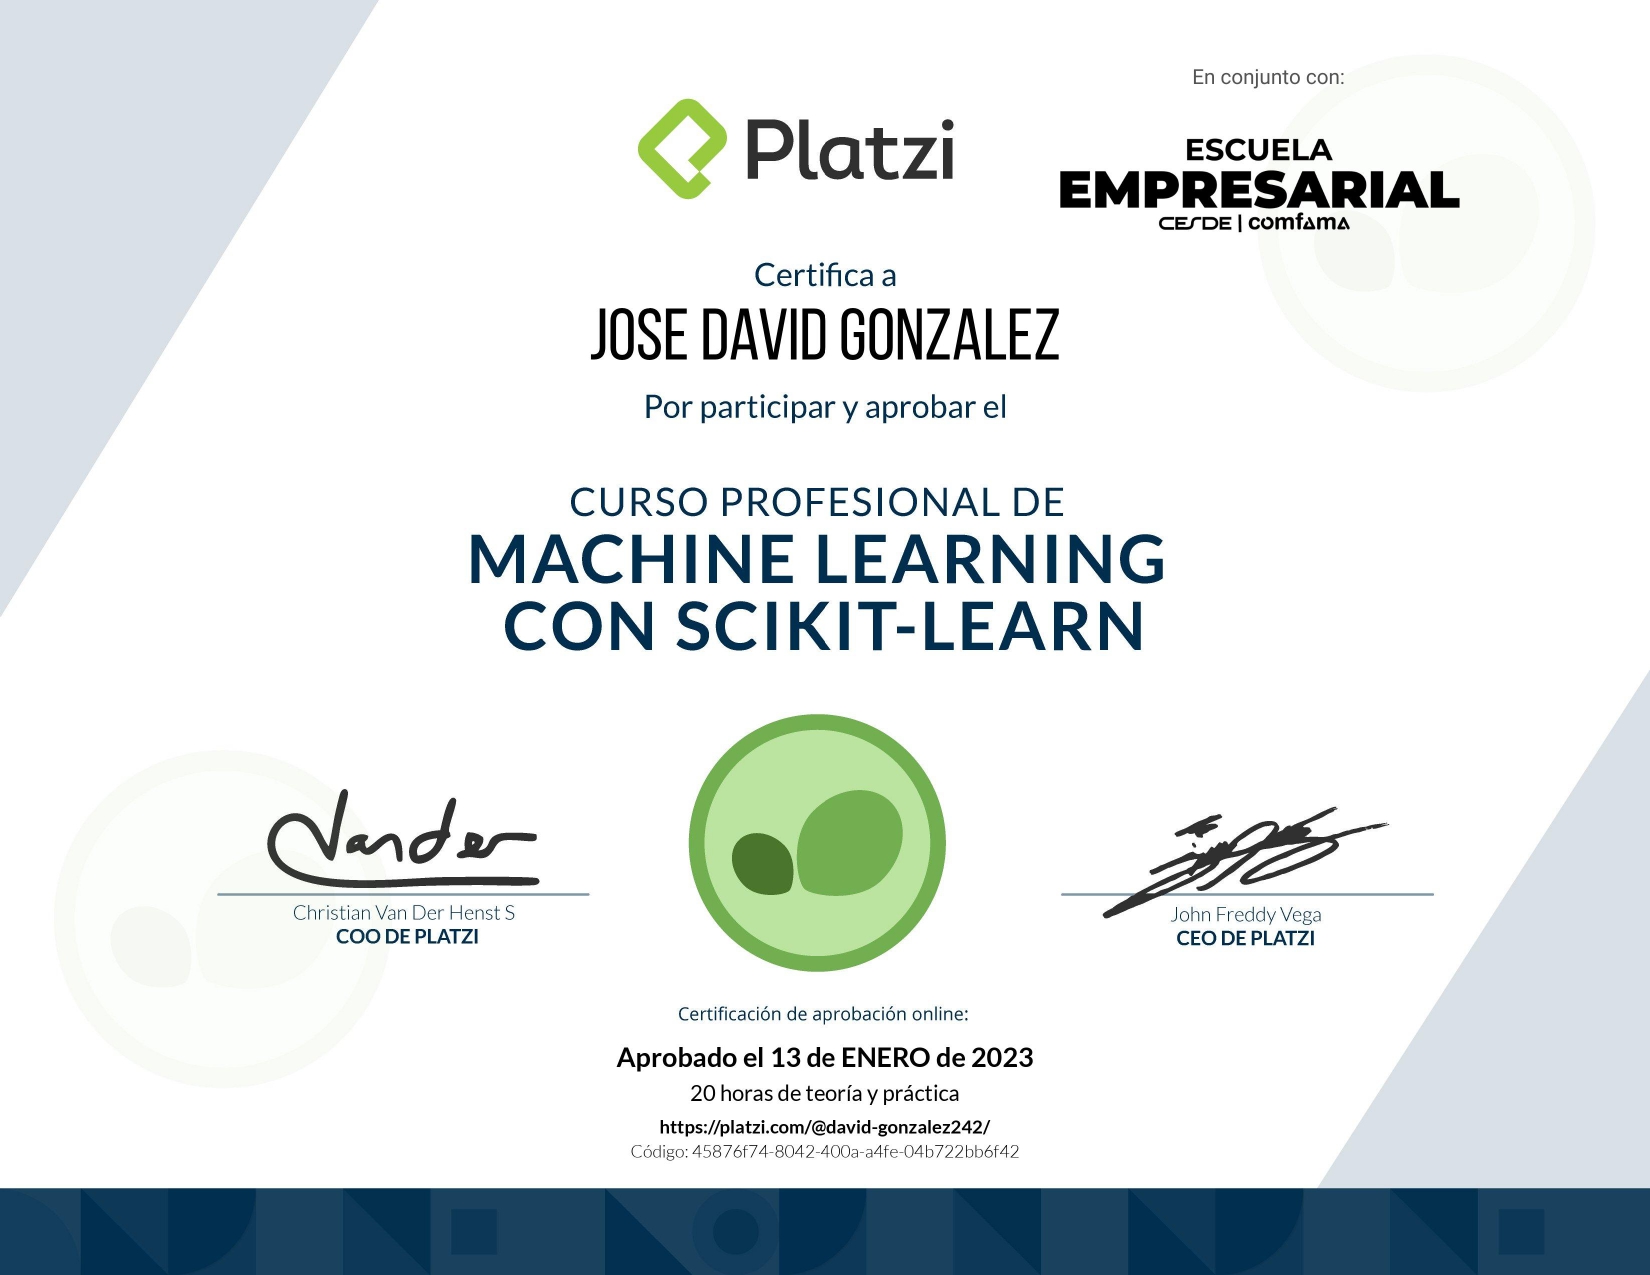 En conjunto con:
Platzi
ESCUELA
EMPRESARIAL
CESDE | comfama
Certifica a
JOSE DAVID GONZALEZ
Por participar y aprobar el
CURSO PROFESIONAL DE
MACHINE LEARNING
CON SCIKIT-LEARN
Vander
Christian Van Der Henst S
COO DE PLATZI
John Freddy Vega
CEO DE PLATZI
Certificación de aprobación online:
Aprobado el 13 de ENERO de 2023
20 horas de teoría y práctica
https://platzi.com/@david-gonzalez242/
Código: 45876f74-8042-400a-a4fe-04b722bb6f42